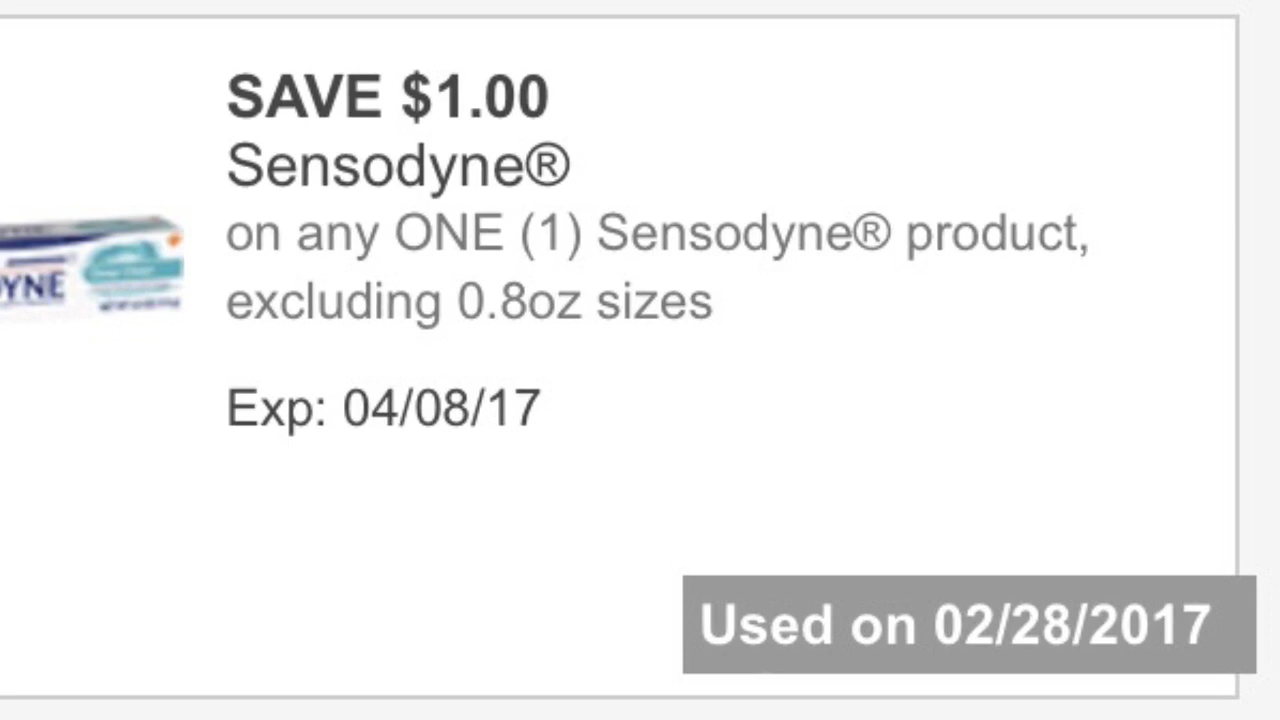 SAVE $1.00
Sensodyne®
on any ONE (1) Sensodyne® product,
excluding 0.8oz sizes
YNE
Exp: 04/08/17
Used on 02/28/2017